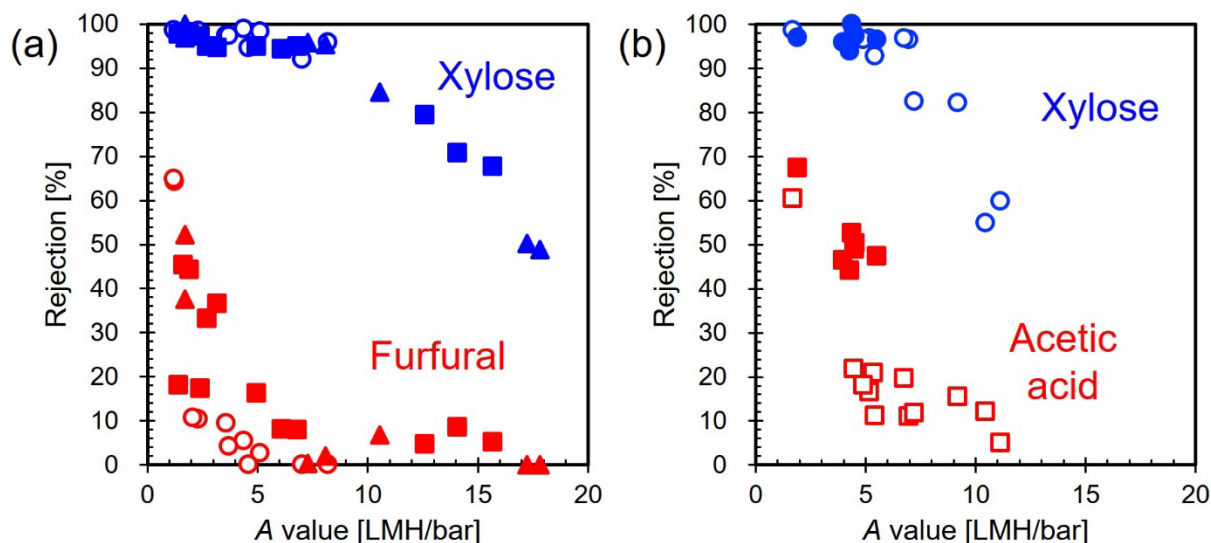 (a)
Rejection [%]
100
90
80
70
60
50
40
30
20
10
0
Xylose
Furfural
0 5 10 15 20
A value [LMH/bar]
(b)
Rejection [%]
100
90
80
70
60
50
40
30
20
10
0
Xylose
Acetic
acid
0 5 10 15 20
A value [LMH/bar]